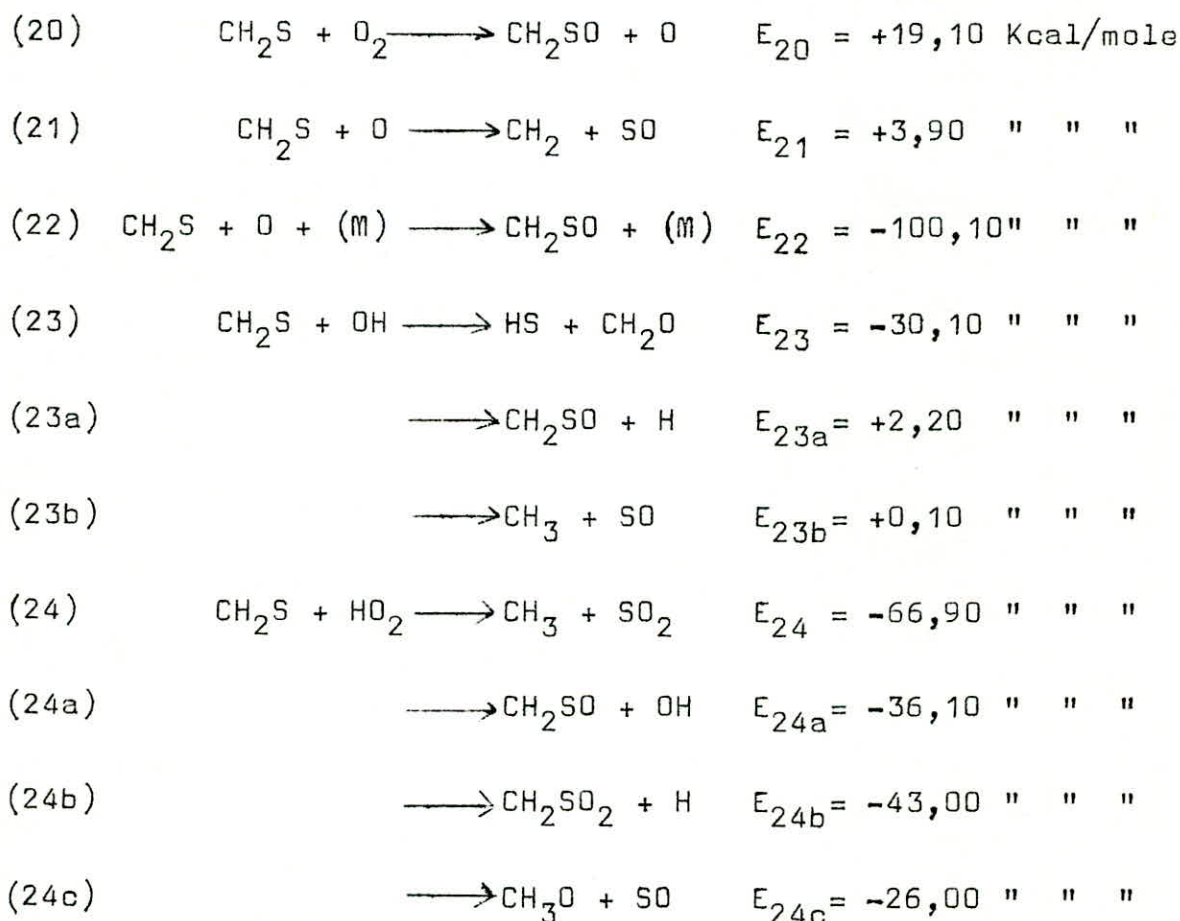 (20) CH₂S + O₂ ⟶ CH₂SO + O E₂₀ = +19,10 Kcal/mole
(21) CH₂S + O ⟶ CH₂ + SO E₂₁ = +3,90 " " "
(22) CH₂S + O + (M) ⟶ CH₂SO + (M) E₂₂ = -100,10" " "
(23) CH₂S + OH ⟶ HS + CH₂O E₂₃ = -30,10 " " "
(23a) ⟶ CH₂SO + H E₂₃ₐ= +2,20 " " "
(23b) ⟶ CH₃ + SO E₂₃b= +0,10 " " "
(24) CH₂S + HO₂ ⟶ CH₃ + SO₂ E₂₄ = -66,90 " " "
(24a) ⟶ CH₂SO + OH E₂₄ₐ= -36,10 " " "
(24b) ⟶ CH₂SO₂ + H E₂₄b= -43,00 " " "
(24c) ⟶ CH₃O + SO E₂₄c= -26,00 " " "